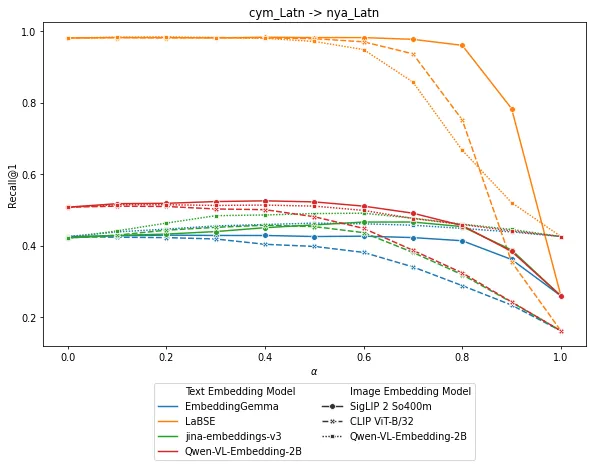 cym_Latn -> nya_Latn
1.0
0.8
0.6
0.4
0.2
Recall@1
0.0 0.2 0.4 0.6 0.8 1.0
α
Text Embedding Model Image Embedding Model
EmbeddingGemma SigLIP 2 So400m
LaBSE CLIP ViT-B/32
jina-embeddings-v3 Qwen-VL-Embedding-2B
Qwen-VL-Embedding-2B